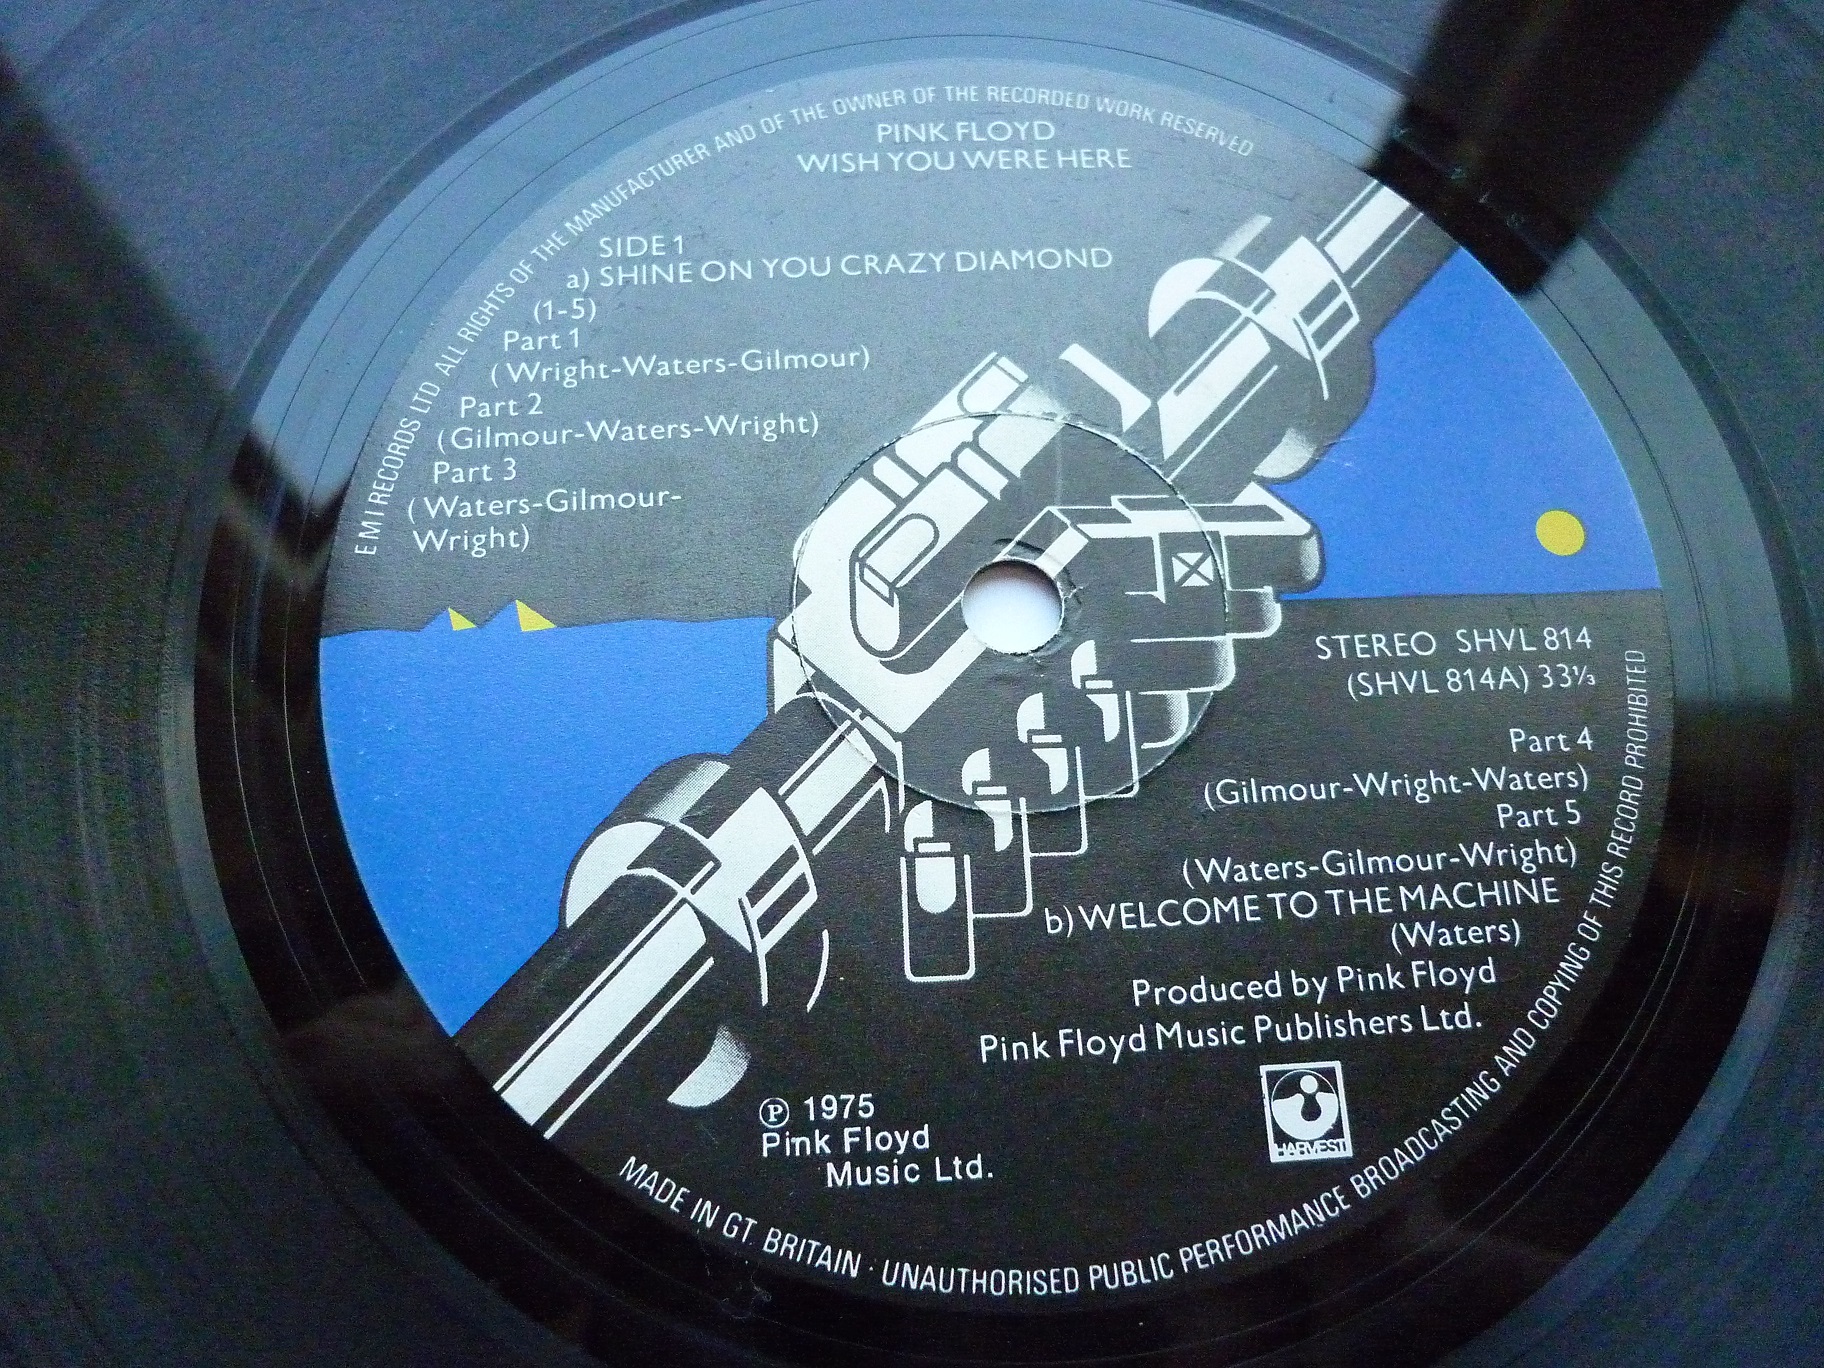 E M I RECORDS LTD ALL RIGHTS OF THE MANUFACTURER AND OF THE OWNER OF THE RECORDED WORK RESERVED
PINK FLOYD
WISH YOU WERE HERE
SIDE 1
a) SHINE ON YOU CRAZY DIAMOND
(1-5)
Part 1
(Wright-Waters-Gilmour)
Part 2
(Gilmour-Waters-Wright)
Part 3
(Waters-Gilmour-
Wright)
STEREO SHVL 814
(SHVL 814A) 33⅓
Part 4
(Gilmour-Wright-Waters)
Part 5
(Waters-Gilmour-Wright)
b) WELCOME TO THE MACHINE
(Waters)
Produced by Pink Floyd
Pink Floyd Music Publishers Ltd.
℗ 1975
Pink Floyd
Music Ltd.
HARVEST
MADE IN GT. BRITAIN · UNAUTHORISED PUBLIC PERFORMANCE BROADCASTING AND COPYING OF THIS RECORD PROHIBITED